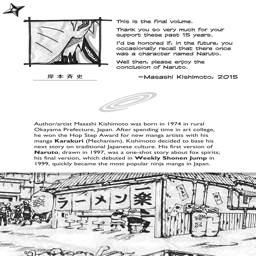 This is the final volume.
Thank you so very much for your
support these past 15 years.
I'd be honored if, in the future, you
occasionally recall that there once
was a character named Naruto.
Well then, please enjoy the
conclusion of Naruto.
—Masashi Kishimoto, 2015
岸本斉史
Author/artist Masashi Kishimoto was born in 1974 in rural
Okayama Prefecture, Japan. After spending time in art college,
he won the Hop Step Award for new manga artists with his
manga Karakuri (Mechanism). Kishimoto decided to base his
next story on traditional Japanese culture. His first version of
Naruto, drawn in 1997, was a one-shot story about fox spirits;
his final version, which debuted in Weekly Shonen Jump in
1999, quickly became the most popular ninja manga in Japan.
ラーメン一楽